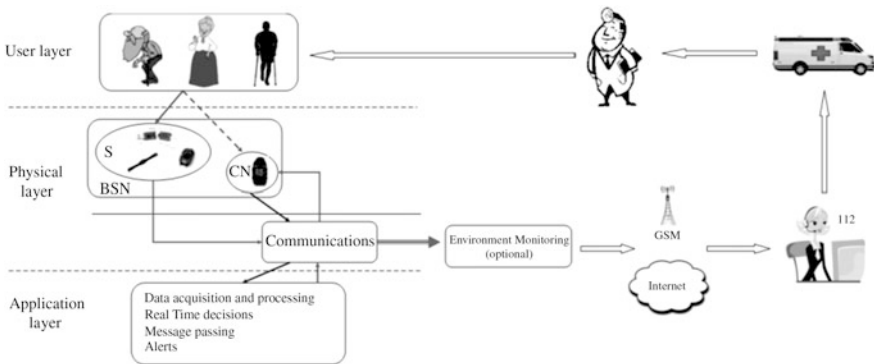 User layer
S
CN
BSN
Physical
layer
Communications
Environment Monitoring
(optional)
GSM
Internet
112
Application
layer
Data acquisition and processing
Real Time decisions
Message passing
Alerts